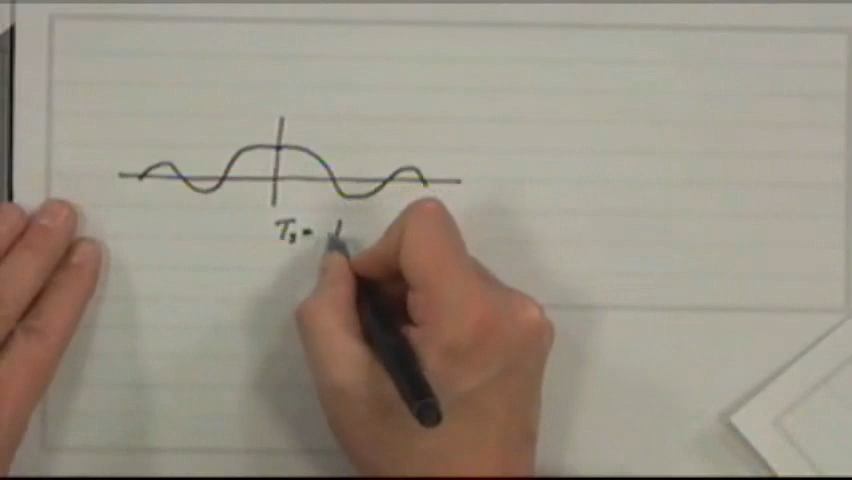 Ts =